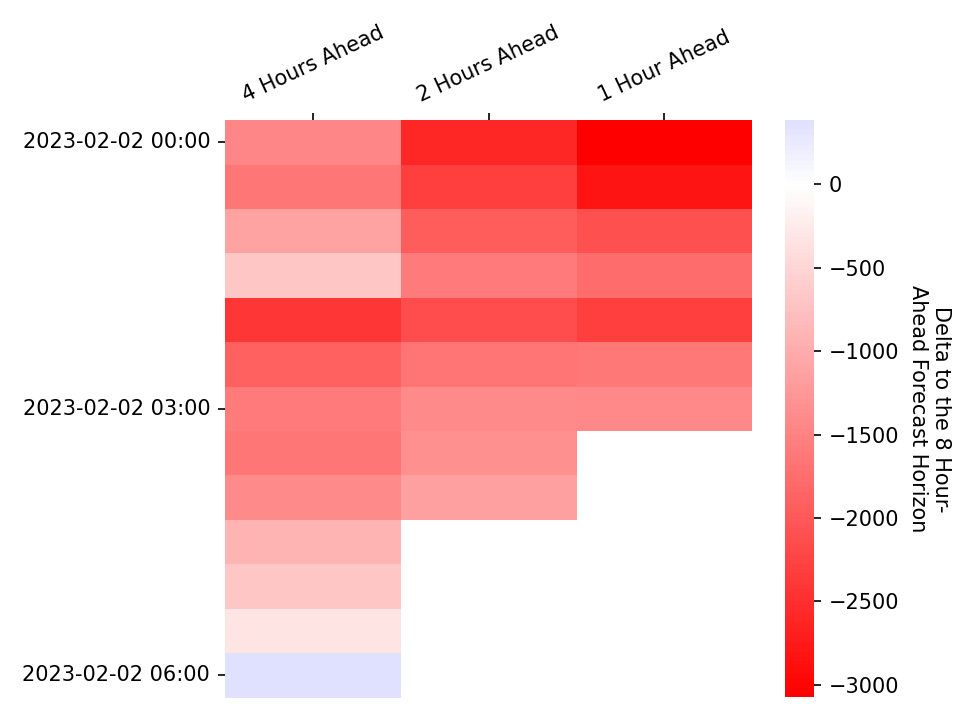 4 Hours Ahead
2 Hours Ahead
1 Hour Ahead
2023-02-02 00:00
2023-02-02 03:00
2023-02-02 06:00
0
−500
−1000
−1500
−2000
−2500
−3000
Delta to the 8 Hour-
Ahead Forecast Horizon